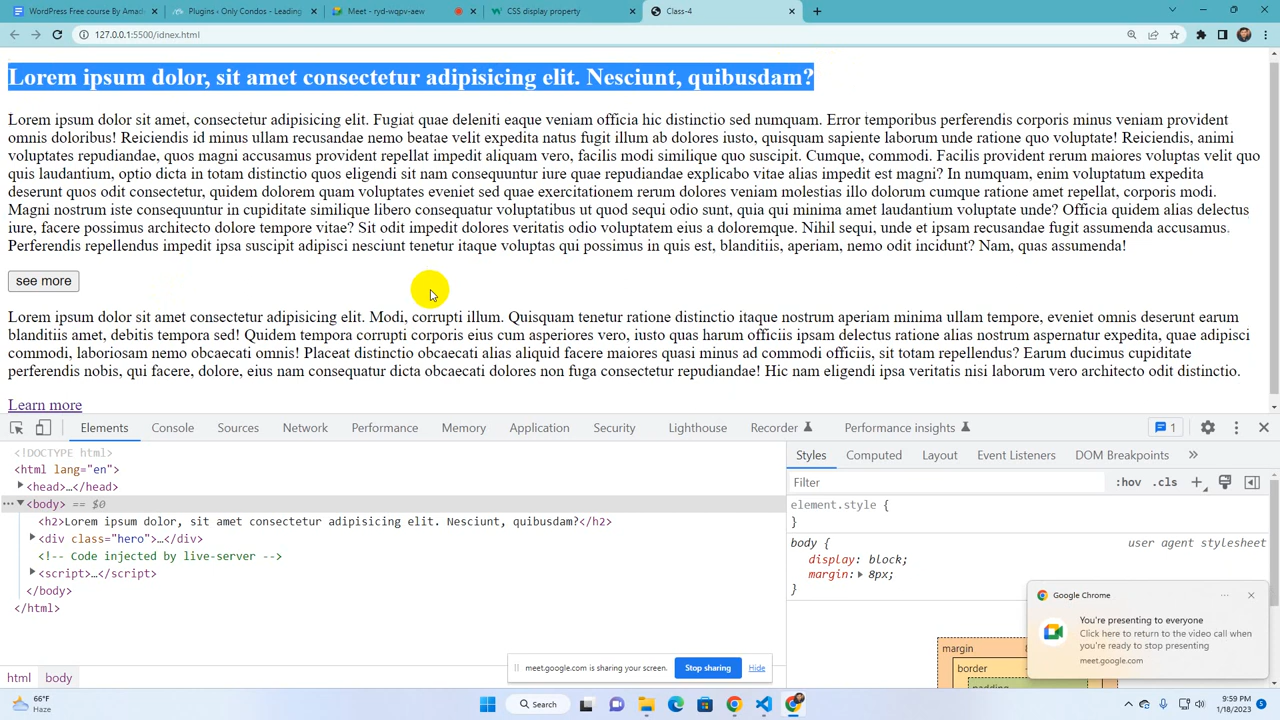 WordPress Free course by Amad
Plugins ‹ Only Condos - Leading
Meet - ryd-wqpv-aew
CSS display property
Class-4
127.0.0.1:5500/idnex.html
Lorem ipsum dolor, sit amet consectetur adipisicing elit. Nesciunt, quibusdam?
Lorem ipsum dolor sit amet, consectetur adipisicing elit. Fugiat quae deleniti eaque veniam officia hic distinctio sed numquam. Error temporibus perferendis corporis minus veniam provident
omnis doloribus! Reiciendis id minus ullam recusandae nemo beatae velit expedita natus fugit illum ab dolores iusto, quisquam sapiente laborum unde ratione quo voluptate! Reiciendis, animi
voluptates repudiandae, quos magni accusamus provident repellat impedit aliquam vero, facilis modi similique quo suscipit. Cumque, commodi. Facilis provident rerum maiores voluptas velit quo
quis laudantium, optio dicta in totam distinctio quos eligendi sit nam consequuntur iure quae repudiandae explicabo vitae alias impedit est magni? In numquam, enim voluptatum expedita
deserunt quos odit consectetur, quidem dolorem quam voluptates eveniet sed quae exercitationem rerum dolores veniam molestias illo dolorum cumque ratione amet repellat, corporis modi.
Magni nostrum iste consequuntur in cupiditate similique libero consequatur voluptatibus ut quod sequi odio sunt, quia qui minima amet laudantium voluptate unde? Officia quidem alias delectus
iure, facere possimus architecto dolore tempore vitae? Sit odit impedit dolores veritatis odio voluptatem eius a doloremque. Nihil sequi, unde et ipsam recusandae fugit assumenda accusamus.
Perferendis repellendus impedit ipsa suscipit adipisci nesciunt tenetur itaque voluptas qui possimus in quis est, blanditiis, aperiam, nemo odit incidunt? Nam, quas assumenda!
see more
Lorem ipsum dolor sit amet consectetur adipisicing elit. Modi, corrupti illum. Quisquam tenetur ratione distinctio itaque nostrum aperiam minima ullam tempore, eveniet omnis deserunt earum
blanditiis amet, debitis tempora sed! Quidem tempora corrupti corporis eius cum asperiores vero, iusto quas harum officiis ipsam delectus ratione alias nostrum aspernatur expedita, quae adipisci
commodi, laboriosam nemo obcaecati omnis! Placeat distinctio obcaecati alias aliquid facere maiores quasi minus ad commodi officiis, sit totam repellendus? Earum ducimus cupiditate
perferendis nobis, qui facere, dolore, eius nam consequatur dicta obcaecati dolores non fuga consectetur repudiandae! Hic nam eligendi ipsa veritatis nisi laborum vero architecto odit distinctio.
Learn more
Elements Console Sources Network Performance Memory Application Security Lighthouse Recorder Performance insights 1
<!DOCTYPE html>
<html lang="en">
<head>…</head>
<body> == $0
<h2>Lorem ipsum dolor, sit amet consectetur adipisicing elit. Nesciunt, quibusdam?</h2>
<div class="hero">…</div>
<!-- Code injected by live-server -->
<script>…</script>
</body>
</html>
html body
Styles Computed Layout Event Listeners DOM Breakpoints
Filter :hov .cls
element.style {
}
body { user agent stylesheet
display: block;
margin: 8px;
}
margin
border
padding
Google Chrome
You're presenting to everyone
Click here to return to the video call when
you're ready to stop presenting
meet.google.com
meet.google.com is sharing your screen. Stop sharing Hide
66°F
Haze
Search
9:59 PM
1/18/2023
5